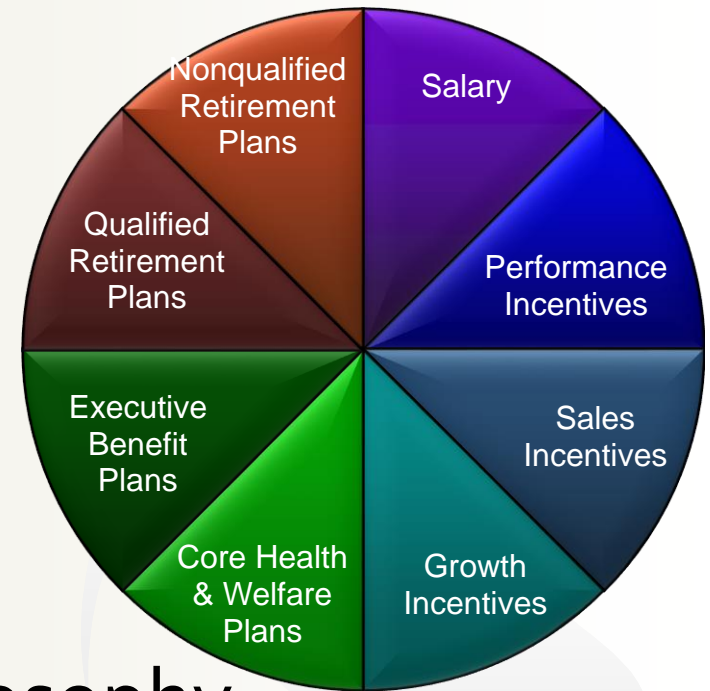 Nonqualified
Retirement
Plans
Salary
Qualified
Retirement
Plans
Performance
Incentives
Executive
Benefit
Plans
Sales
Incentives
Core Health
& Welfare
Plans
Growth
Incentives